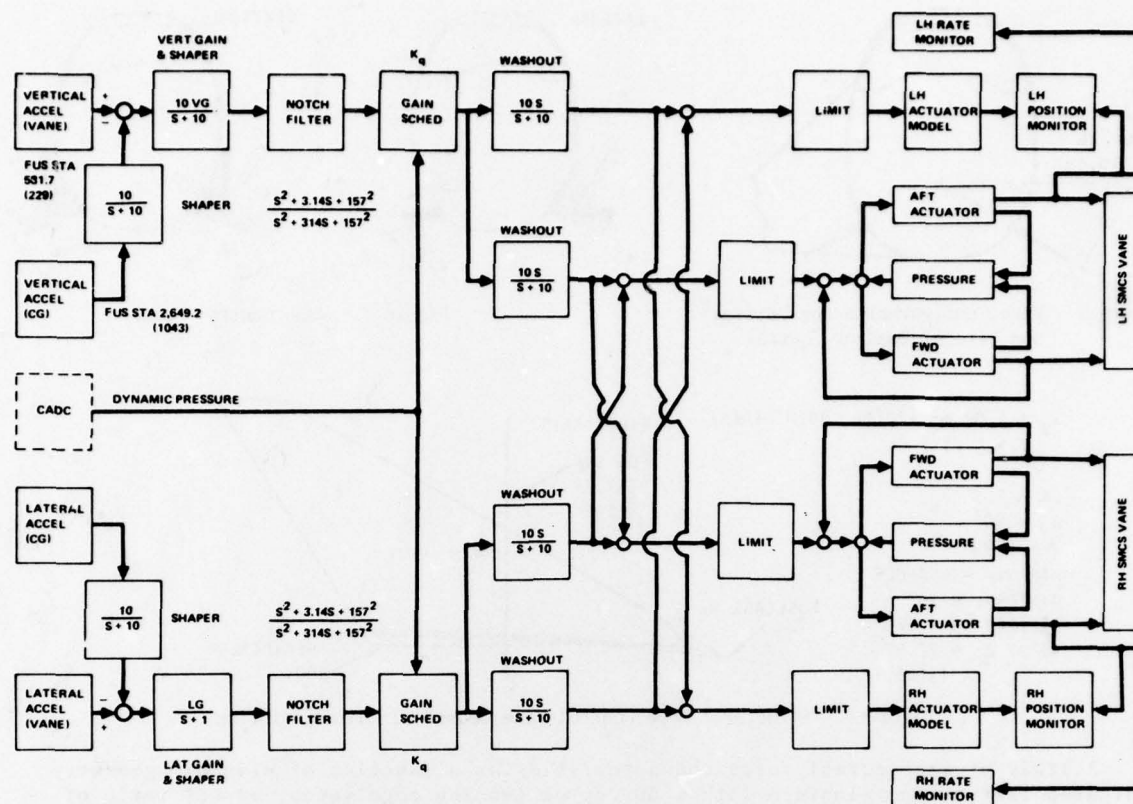 LH RATE
MONITOR
VERT GAIN
& SHAPER
Kq
WASHOUT
VERTICAL
ACCEL
(VANE)
+
−
10 VG
S + 10
NOTCH
FILTER
GAIN
SCHED
10 S
S + 10
LIMIT
LH
ACTUATOR
MODEL
LH
POSITION
MONITOR
FUS STA
581.7
(229)
10
S + 10
SHAPER
S² + 3.14S + 157²
S² + 314S + 157²
AFT
ACTUATOR
WASHOUT
10 S
S + 10
LIMIT
PRESSURE
LH SMCS VANE
VERTICAL
ACCEL
(CG)
FUS STA 2,649.2
(1043)
FWD
ACTUATOR
CADC
DYNAMIC PRESSURE
FWD
ACTUATOR
LATERAL
ACCEL
(CG)
WASHOUT
10 S
S + 10
LIMIT
PRESSURE
RH SMCS VANE
10
S + 10
SHAPER
S² + 3.14S + 157²
S² + 314S + 157²
AFT
ACTUATOR
WASHOUT
LATERAL
ACCEL
(VANE)
−
+
LG
S + 1
NOTCH
FILTER
GAIN
SCHED
10 S
S + 10
LIMIT
RH
ACTUATOR
MODEL
RH
POSITION
MONITOR
LAT GAIN
& SHAPER
Kq
RH RATE
MONITOR